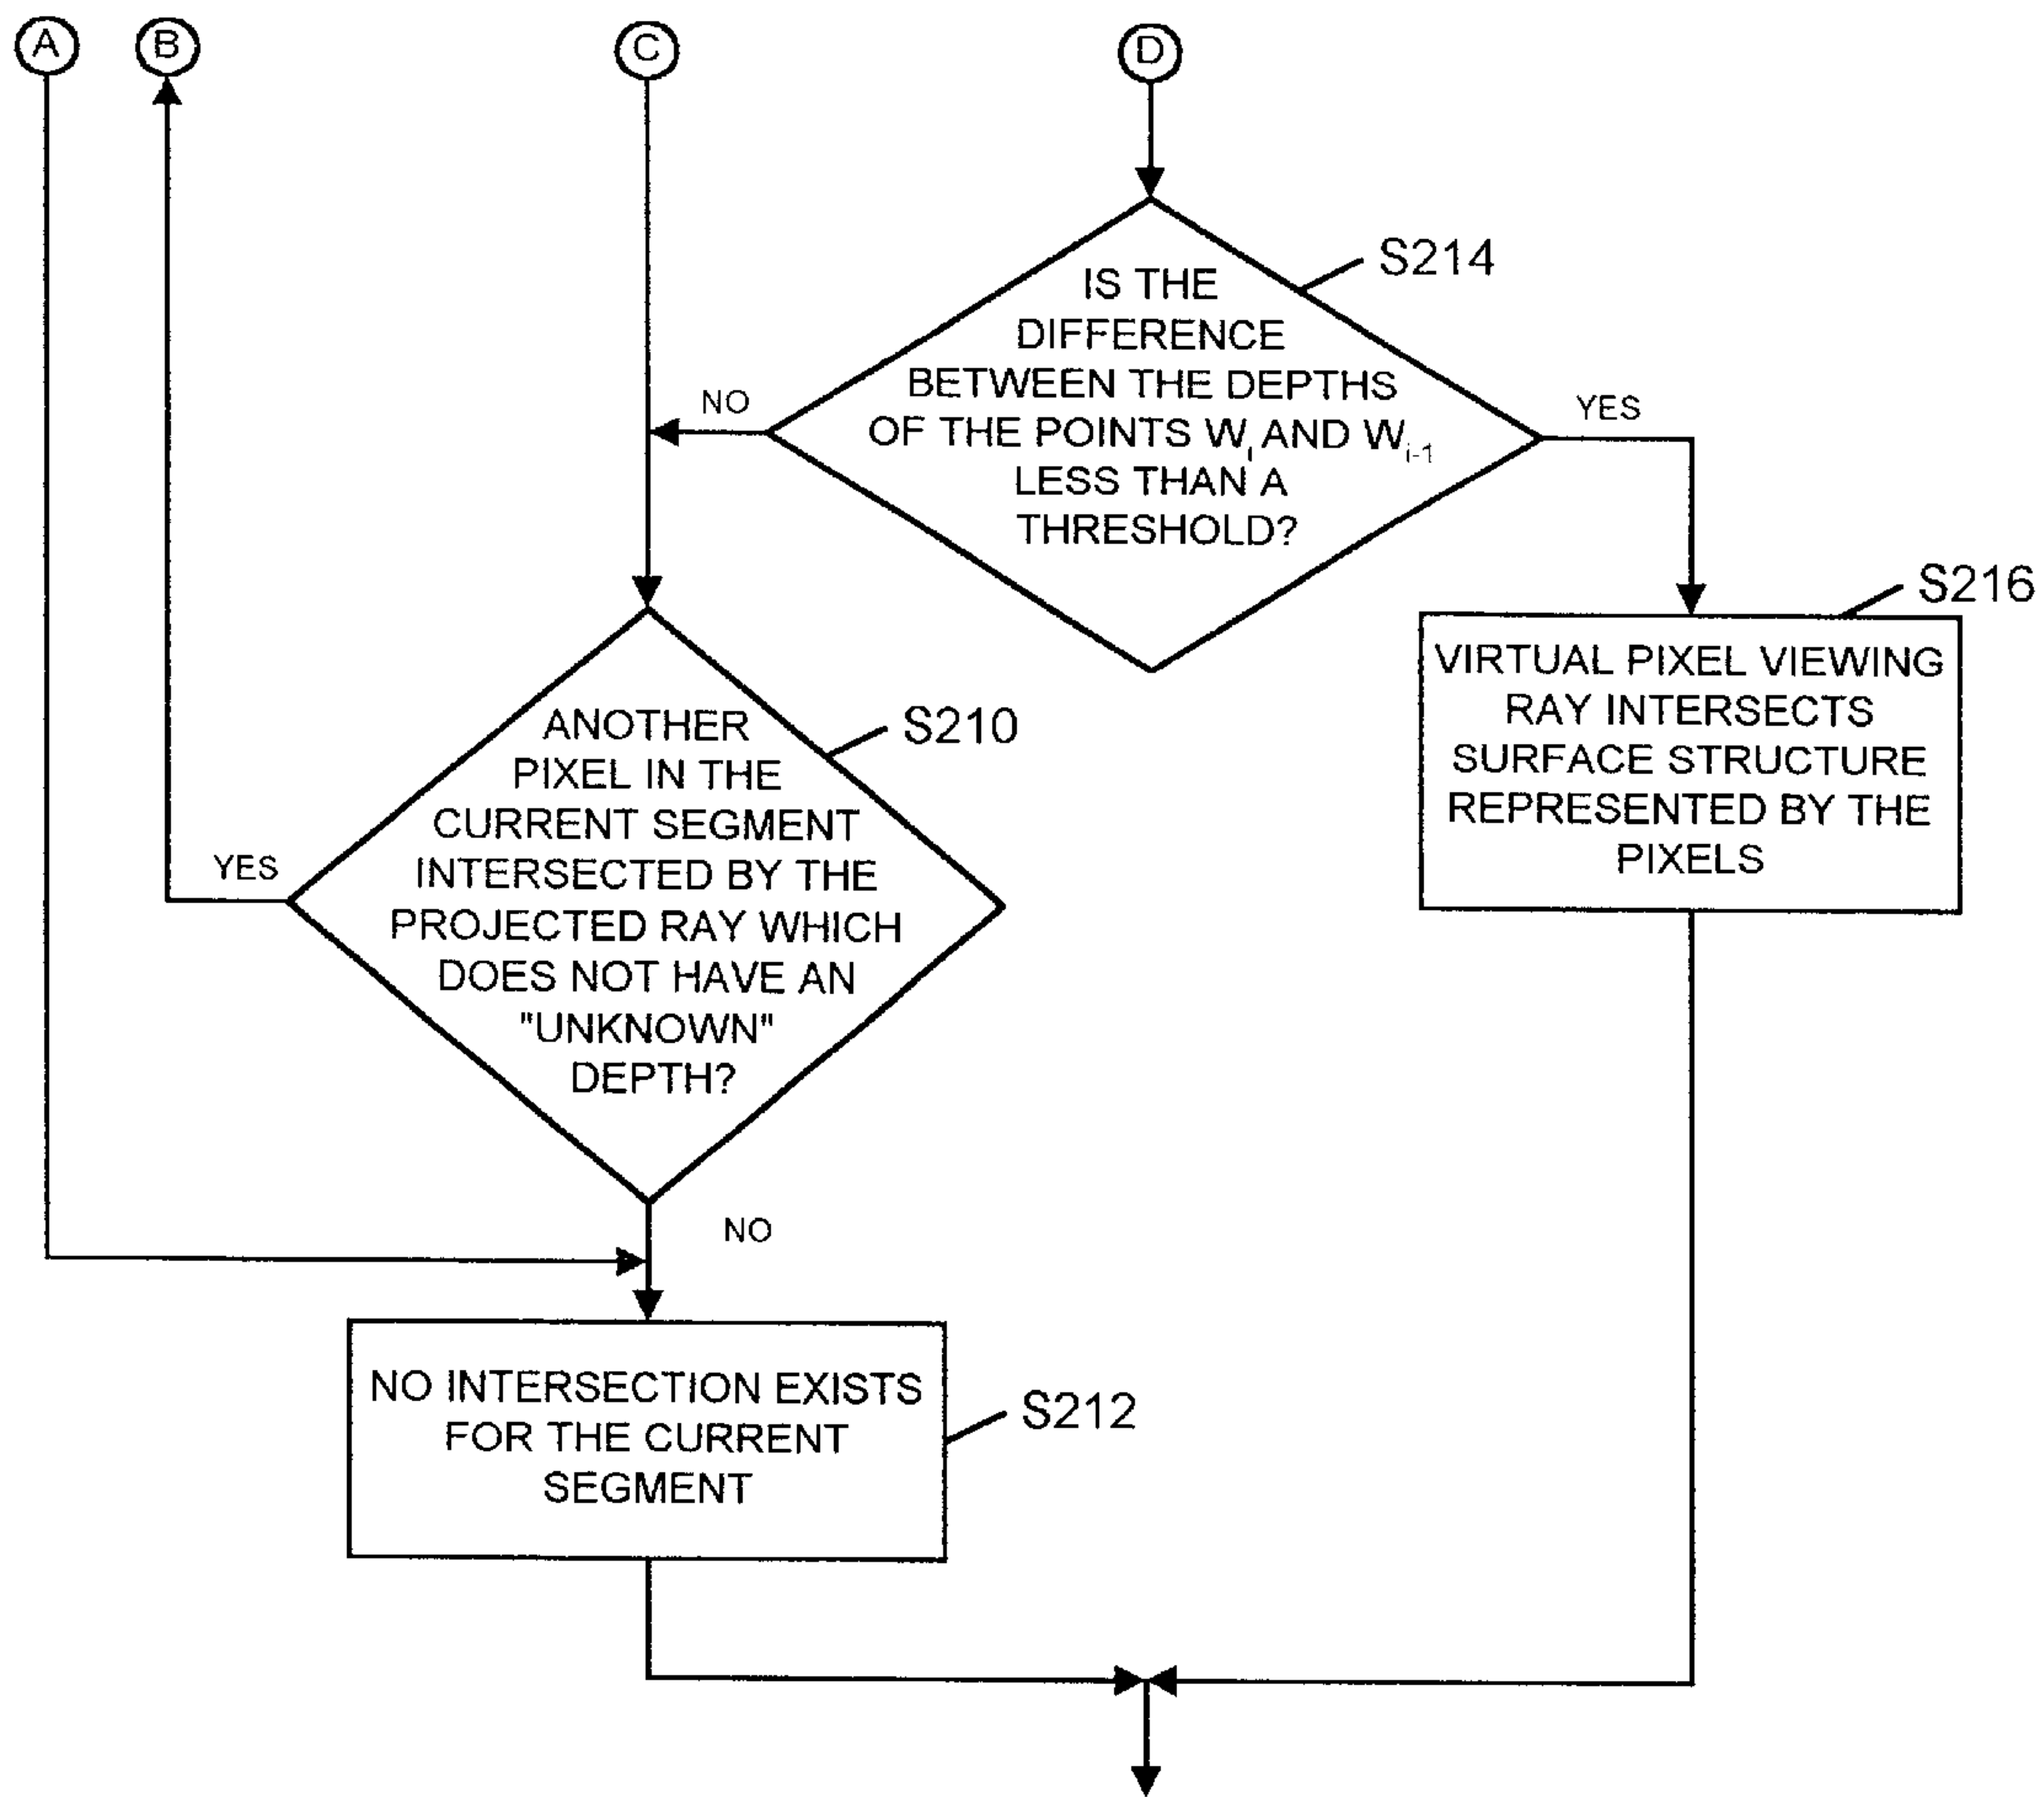 A B C D
S214
IS THE
DIFFERENCE
BETWEEN THE DEPTHS
OF THE POINTS Wi AND Wi-1
LESS THAN A
THRESHOLD?
NO
YES
S216
VIRTUAL PIXEL VIEWING
RAY INTERSECTS
SURFACE STRUCTURE
REPRESENTED BY THE
PIXELS
S210
ANOTHER
PIXEL IN THE
CURRENT SEGMENT
INTERSECTED BY THE
PROJECTED RAY WHICH
DOES NOT HAVE AN
"UNKNOWN"
DEPTH?
YES
NO
NO INTERSECTION EXISTS
FOR THE CURRENT
SEGMENT
S212